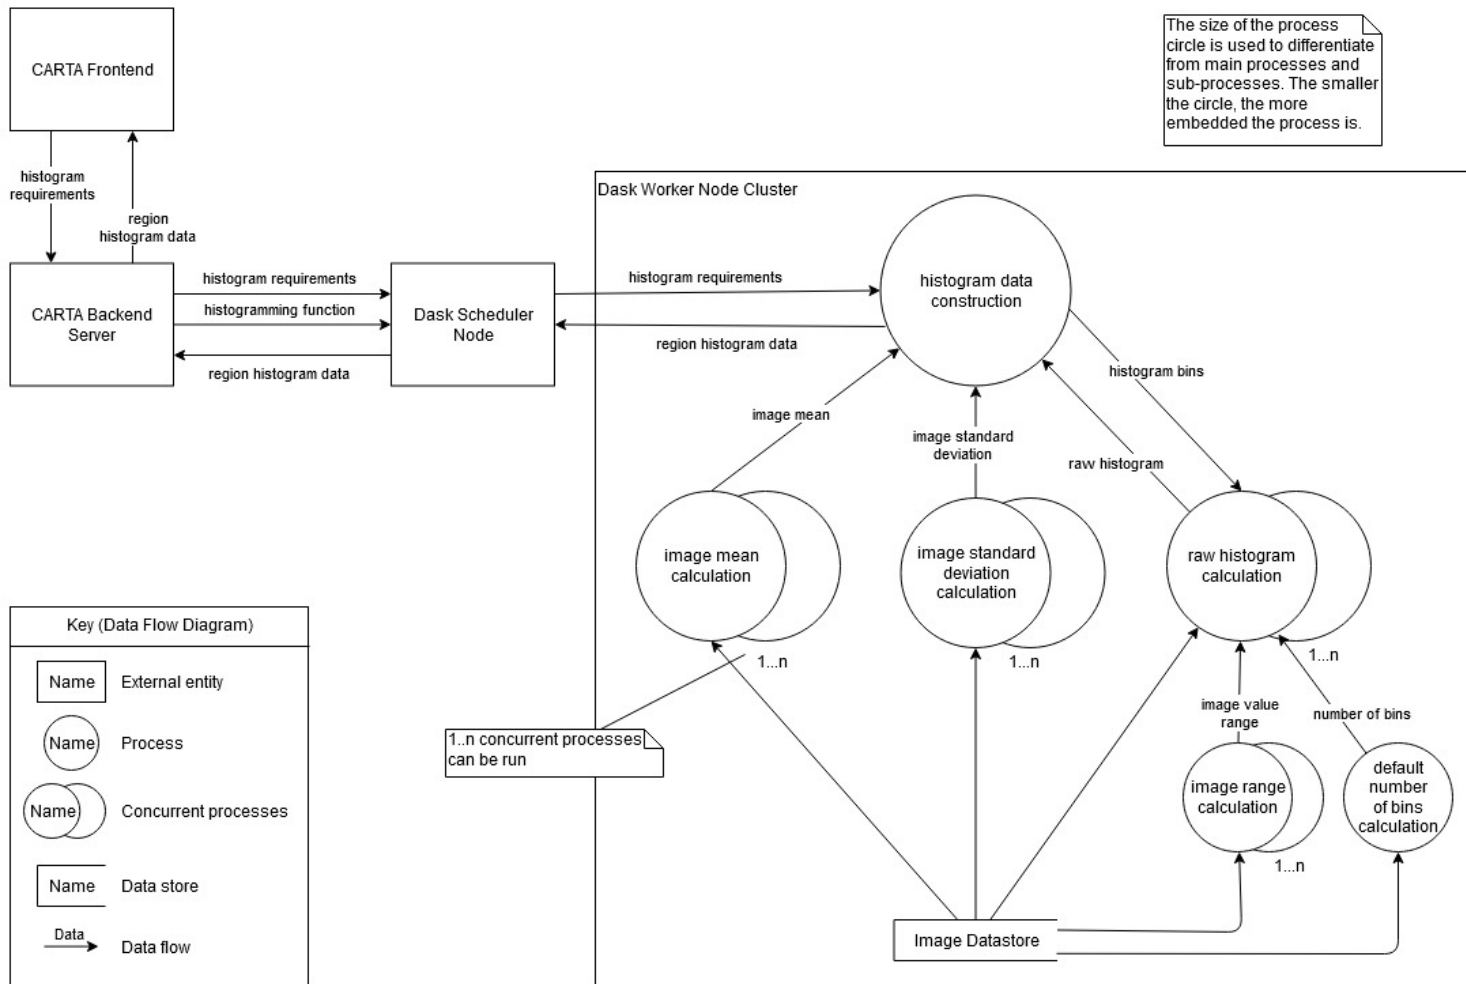 CARTA Frontend
The size of the process
circle is used to differentiate
from main processes and
sub-processes. The smaller
the circle, the more
embedded the process is.
histogram
requirements
region
histogram data
Dask Worker Node Cluster
CARTA Backend
Server
histogram requirements
histogramming function
region histogram data
Dask Scheduler
Node
histogram requirements
region histogram data
histogram data
construction
image mean
image standard
deviation
histogram bins
raw histogram
image mean
calculation
image standard
deviation
calculation
raw histogram
calculation
1...n
1...n
1...n
1..n concurrent processes
can be run
image value
range
number of bins
image range
calculation
1...n
default
number
of bins
calculation
Image Datastore
Key (Data Flow Diagram)
Name
External entity
Name
Process
Name
Concurrent processes
Name
Data store
Data
Data flow